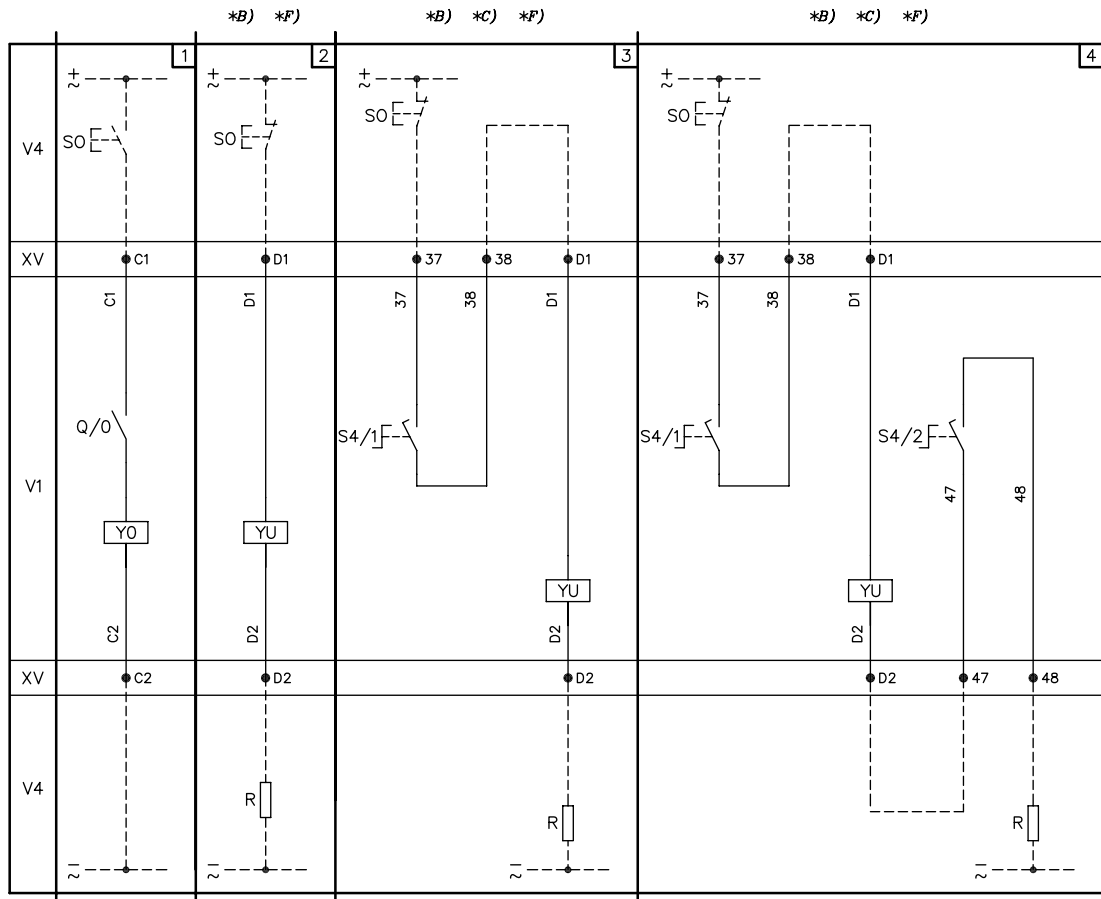 *B) *F) *B) *C) *F) *B) *C) *F)
1 2 3 4
+ ~ + ~ + ~ + ~
SO SO
V4 SO SO
XV C1 D1 37 38 D1 37 38 D1
C1 D1 37 38 D1 37 38 D1
Q/0 S4/1 S4/1 S4/2
V1 47 48
YO YU
YU YU
C2 D2 D2 D2
XV C2 D2 D2 D2 47 48
V4 R
R R
− ~ − ~ − ~ − ~